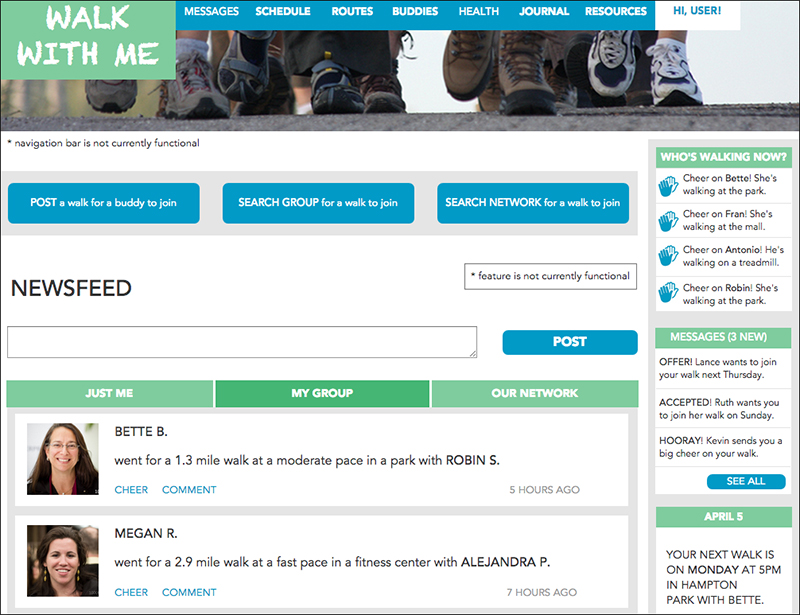 WALK
WITH ME
MESSAGES SCHEDULE ROUTES BUDDIES HEALTH JOURNAL RESOURCES HI, USER!
* navigation bar is not currently functional
POST a walk for a buddy to join
SEARCH GROUP for a walk to join
SEARCH NETWORK for a walk to join
* feature is not currently functional
NEWSFEED
POST
JUST ME
MY GROUP
OUR NETWORK
BETTE B.
went for a 1.3 mile walk at a moderate pace in a park with ROBIN S.
CHEER COMMENT 5 HOURS AGO
MEGAN R.
went for a 2.9 mile walk at a fast pace in a fitness center with ALEJANDRA P.
CHEER COMMENT 7 HOURS AGO
WHO'S WALKING NOW?
Cheer on Bette! She's
walking at the park.
Cheer on Fran! She's
walking at the mall.
Cheer on Antonio! He's
walking on a treadmill.
Cheer on Robin! She's
walking at the park.
MESSAGES (3 NEW)
OFFER! Lance wants to join
your walk next Thursday.
ACCEPTED! Ruth wants you
to join her walk on Sunday.
HOORAY! Kevin sends you a
big cheer on your walk.
SEE ALL
APRIL 5
YOUR NEXT WALK IS
ON MONDAY AT 5PM
IN HAMPTON
PARK WITH BETTE.